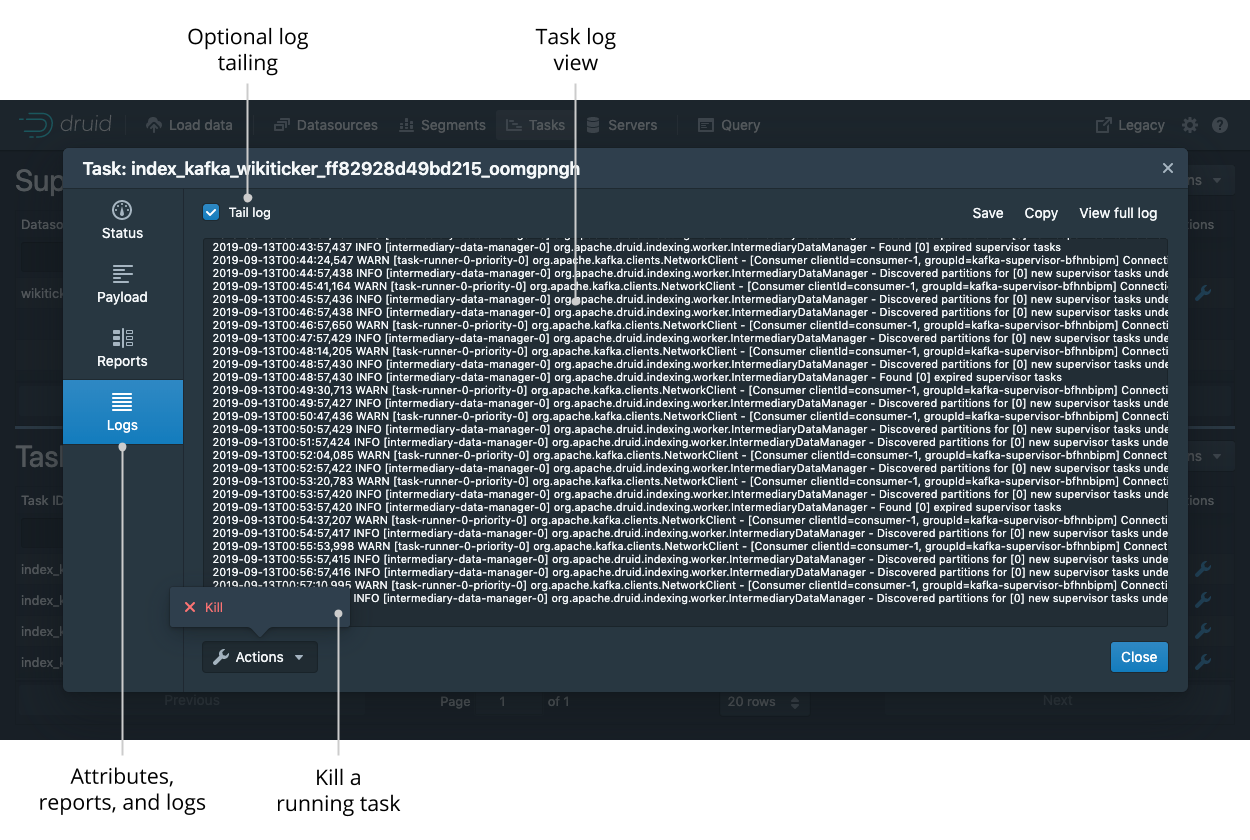 Optional log
tailing
Task log
view
druid
Load data
Datasources
Segments
Tasks
Servers
Query
Legacy
Sup
ns
Task: index_kafka_wikiticker_ff82928d49bd215_oomgpngh
Status
Payload
Reports
Logs
Tail log
Save
Copy
View full log
Dataso
ions
wikitick
2019-09-13T00:43:57,437 INFO [intermediary-data-manager-0] org.apache.druid.indexing.worker.IntermediaryDataManager - Found [0] expired supervisor tasks
2019-09-13T00:44:24,547 WARN [task-runner-0-priority-0] org.apache.kafka.clients.NetworkClient - [Consumer clientId=consumer-1, groupId=kafka-supervisor-bfhnbipm] Connecti
2019-09-13T00:44:57,438 INFO [intermediary-data-manager-0] org.apache.druid.indexing.worker.IntermediaryDataManager - Discovered partitions for [0] new supervisor tasks unde
2019-09-13T00:45:41,164 WARN [task-runner-0-priority-0] org.apache.kafka.clients.NetworkClient - [Consumer clientId=consumer-1, groupId=kafka-supervisor-bfhnbipm] Connecti
2019-09-13T00:45:57,436 INFO [intermediary-data-manager-0] org.apache.druid.indexing.worker.IntermediaryDataManager - Discovered partitions for [0] new supervisor tasks unde
2019-09-13T00:46:57,438 INFO [intermediary-data-manager-0] org.apache.druid.indexing.worker.IntermediaryDataManager - Discovered partitions for [0] new supervisor tasks unde
2019-09-13T00:46:57,650 WARN [task-runner-0-priority-0] org.apache.kafka.clients.NetworkClient - [Consumer clientId=consumer-1, groupId=kafka-supervisor-bfhnbipm] Connecti
2019-09-13T00:47:57,429 INFO [intermediary-data-manager-0] org.apache.druid.indexing.worker.IntermediaryDataManager - Discovered partitions for [0] new supervisor tasks unde
2019-09-13T00:48:14,205 WARN [task-runner-0-priority-0] org.apache.kafka.clients.NetworkClient - [Consumer clientId=consumer-1, groupId=kafka-supervisor-bfhnbipm] Connecti
2019-09-13T00:48:57,430 INFO [intermediary-data-manager-0] org.apache.druid.indexing.worker.IntermediaryDataManager - Discovered partitions for [0] new supervisor tasks unde
2019-09-13T00:48:57,430 INFO [intermediary-data-manager-0] org.apache.druid.indexing.worker.IntermediaryDataManager - Found [0] expired supervisor tasks
2019-09-13T00:49:30,713 WARN [task-runner-0-priority-0] org.apache.kafka.clients.NetworkClient - [Consumer clientId=consumer-1, groupId=kafka-supervisor-bfhnbipm] Connecti
2019-09-13T00:49:57,427 INFO [intermediary-data-manager-0] org.apache.druid.indexing.worker.IntermediaryDataManager - Discovered partitions for [0] new supervisor tasks unde
2019-09-13T00:50:47,436 WARN [task-runner-0-priority-0] org.apache.kafka.clients.NetworkClient - [Consumer clientId=consumer-1, groupId=kafka-supervisor-bfhnbipm] Connecti
2019-09-13T00:50:57,429 INFO [intermediary-data-manager-0] org.apache.druid.indexing.worker.IntermediaryDataManager - Discovered partitions for [0] new supervisor tasks unde
2019-09-13T00:51:57,424 INFO [intermediary-data-manager-0] org.apache.druid.indexing.worker.IntermediaryDataManager - Discovered partitions for [0] new supervisor tasks unde
2019-09-13T00:52:04,085 WARN [task-runner-0-priority-0] org.apache.kafka.clients.NetworkClient - [Consumer clientId=consumer-1, groupId=kafka-supervisor-bfhnbipm] Connecti
2019-09-13T00:52:57,422 INFO [intermediary-data-manager-0] org.apache.druid.indexing.worker.IntermediaryDataManager - Discovered partitions for [0] new supervisor tasks unde
2019-09-13T00:53:20,783 WARN [task-runner-0-priority-0] org.apache.kafka.clients.NetworkClient - [Consumer clientId=consumer-1, groupId=kafka-supervisor-bfhnbipm] Connecti
2019-09-13T00:53:57,420 INFO [intermediary-data-manager-0] org.apache.druid.indexing.worker.IntermediaryDataManager - Discovered partitions for [0] new supervisor tasks unde
2019-09-13T00:53:57,420 INFO [intermediary-data-manager-0] org.apache.druid.indexing.worker.IntermediaryDataManager - Found [0] expired supervisor tasks
2019-09-13T00:54:37,207 WARN [task-runner-0-priority-0] org.apache.kafka.clients.NetworkClient - [Consumer clientId=consumer-1, groupId=kafka-supervisor-bfhnbipm] Connecti
2019-09-13T00:54:57,417 INFO [intermediary-data-manager-0] org.apache.druid.indexing.worker.IntermediaryDataManager - Discovered partitions for [0] new supervisor tasks unde
2019-09-13T00:55:53,998 WARN [task-runner-0-priority-0] org.apache.kafka.clients.NetworkClient - [Consumer clientId=consumer-1, groupId=kafka-supervisor-bfhnbipm] Connect
2019-09-13T00:55:57,415 INFO [intermediary-data-manager-0] org.apache.druid.indexing.worker.IntermediaryDataManager - Discovered partitions for [0] new supervisor tasks unde
2019-09-13T00:56:57,416 INFO [intermediary-data-manager-0] org.apache.druid.indexing.worker.IntermediaryDataManager - Discovered partitions for [0] new supervisor tasks unde
2019-09-13T00:57:10,995 WARN [task-runner-0-priority-0] org.apache.kafka.clients.NetworkClient - [Consumer clientId=consumer-1, groupId=kafka-supervisor-bfhnbipm] Connecti
INFO [intermediary-data-manager-0] org.apache.druid.indexing.worker.IntermediaryDataManager - Discovered partitions for [0] new supervisor tasks unde
Task
ns
Task ID
ions
index_k
index_k
index_k
index_k
Kill
Actions
Close
Previous
Page
1
of 1
20 rows
Next
Attributes,
reports, and logs
Kill a
running task